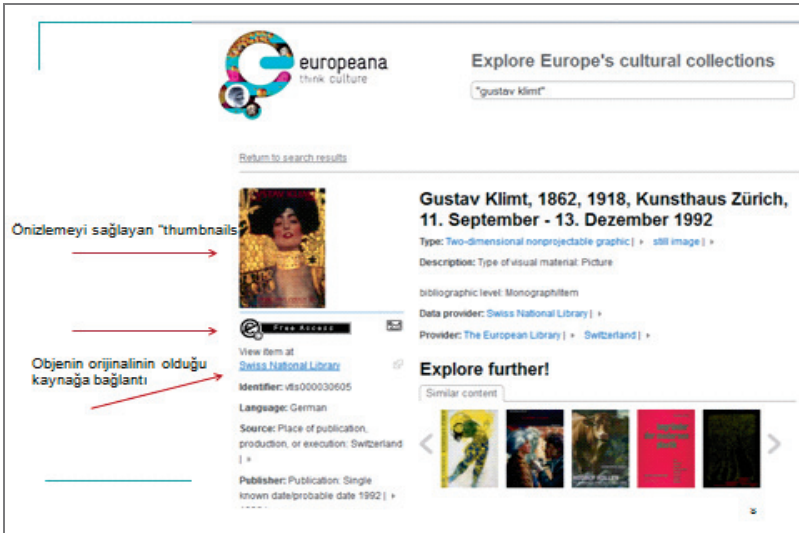 europeana
think culture
Explore Europe's cultural collections
"gustav klimt"
Return to search results
Önizlemeyi sağlayan "thumbnails
GUSTAV KLIMT
Gustav Klimt, 1862, 1918, Kunsthaus Zürich,
11. September - 13. Dezember 1992
Type: Two-dimensional nonprojectable graphic | ▸ still image | ▸
Description: Type of visual material: Picture
bibliographic level: Monograph/Item
Data provider: Swiss National Library | ▸
Provider: The European Library | ▸ Switzerland | ▸
Free Access
View item at
Swiss National Library
Objenin orijinalinin olduğu
kaynağa bağlantı
Identifier: vtls000030605
Language: German
Source: Place of publication,
production, or execution: Switzerland
| ▸
Publisher: Publication: Single
known date/probable date 1992 | ▸
Explore further!
Similar content